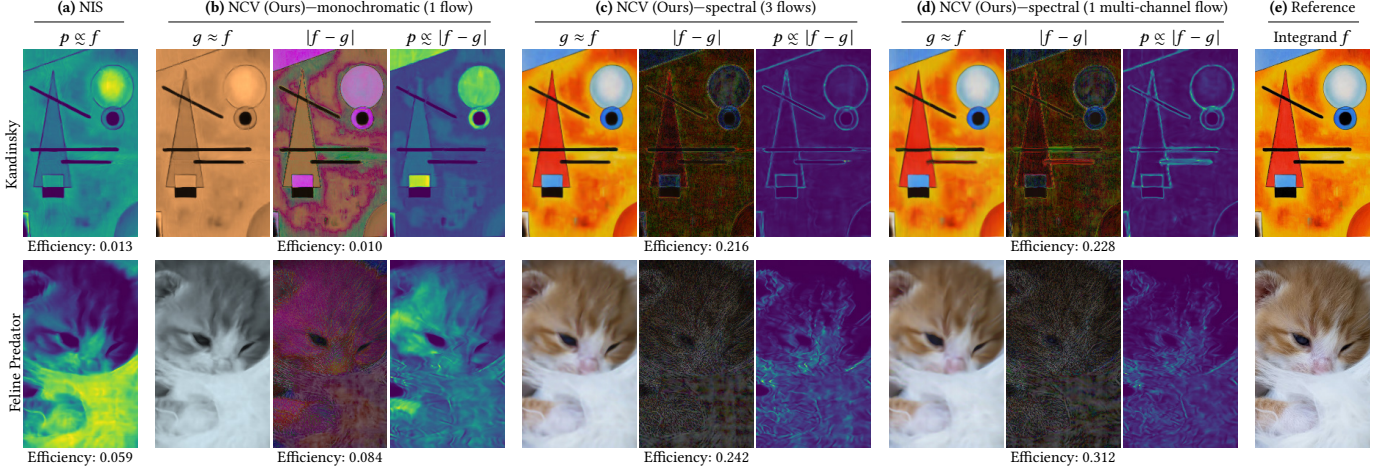 (a) NIS
(b) NCV (Ours)—monochromatic (1 flow)
(c) NCV (Ours)—spectral (3 flows)
(d) NCV (Ours)—spectral (1 multi-channel flow)
(e) Reference
p ⪅ f
g ≈ f
|f − g|
p ⪅ |f − g|
g ≈ f
|f − g|
p ⪅ |f − g|
g ≈ f
|f − g|
p ⪅ |f − g|
Integrand f
Kandinsky
Efficiency: 0.013
Efficiency: 0.010
Efficiency: 0.216
Efficiency: 0.228
Feline Predator
Efficiency: 0.059
Efficiency: 0.084
Efficiency: 0.242
Efficiency: 0.312